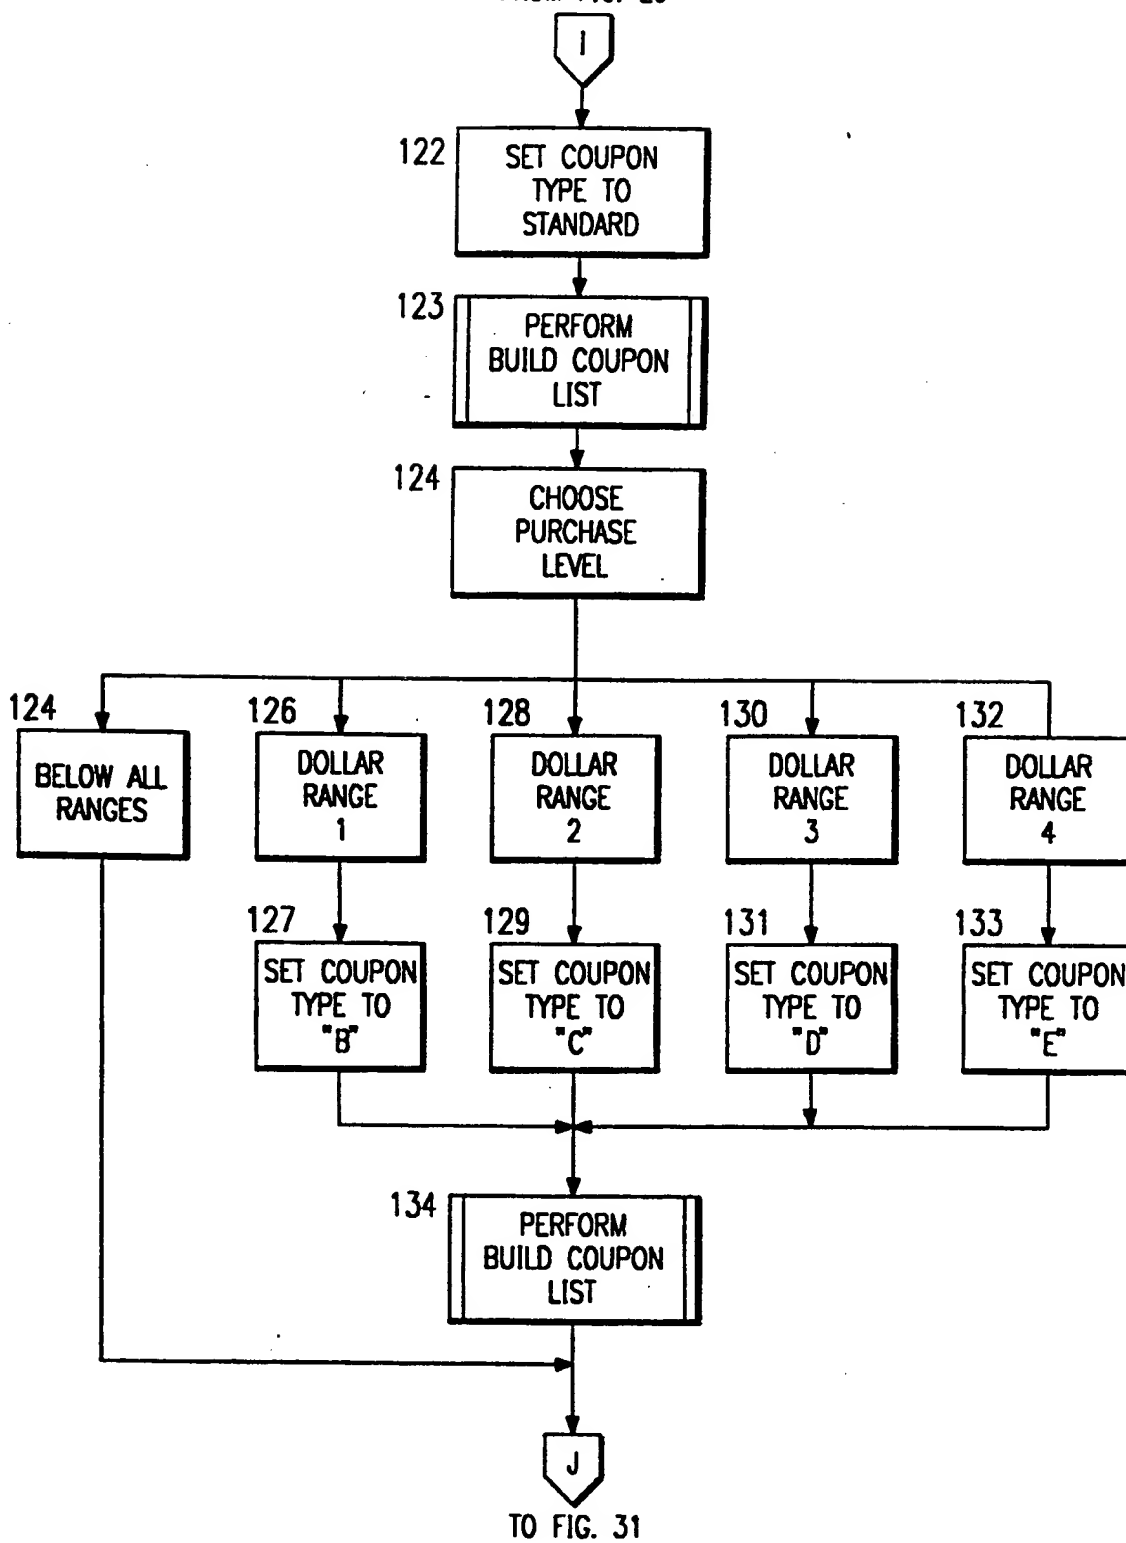 I
122
SET COUPON
TYPE TO
STANDARD
123
PERFORM
BUILD COUPON
LIST
124
CHOOSE
PURCHASE
LEVEL
124
BELOW ALL
RANGES
126
DOLLAR
RANGE
1
128
DOLLAR
RANGE
2
130
DOLLAR
RANGE
3
132
DOLLAR
RANGE
4
127
SET COUPON
TYPE TO
"B"
129
SET COUPON
TYPE TO
"C"
131
SET COUPON
TYPE TO
"D"
133
SET COUPON
TYPE TO
"E"
134
PERFORM
BUILD COUPON
LIST
J
TO FIG. 31